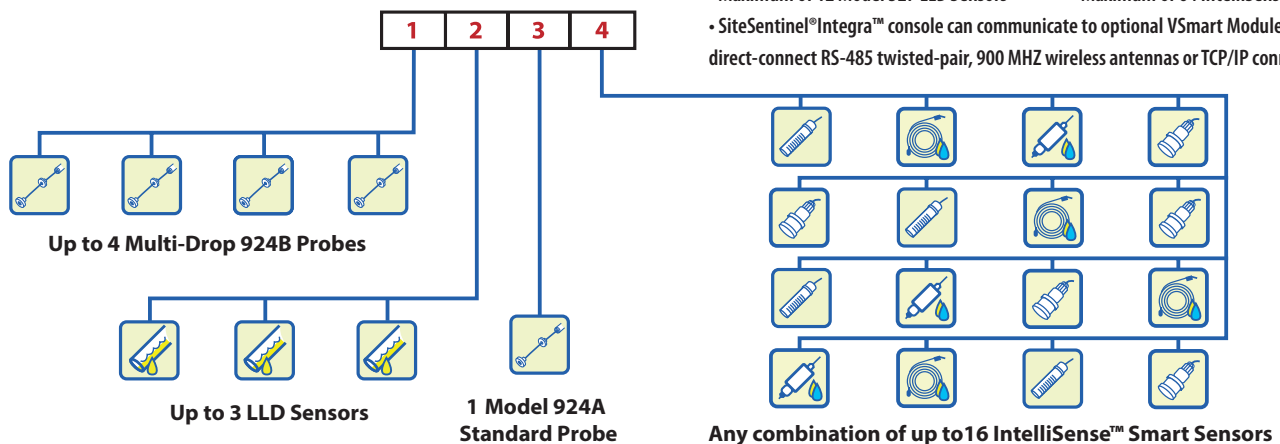 • SiteSentinel®Integra™ console can communicate to optional VSmart Module
direct-connect RS-485 twisted-pair, 900 MHZ wireless antennas or TCP/IP
1 2 3 4
Up to 4 Multi-Drop 924B Probes
Up to 3 LLD Sensors
1 Model 924A
Standard Probe
Any combination of up to16 IntelliSense™ Smart Sensors